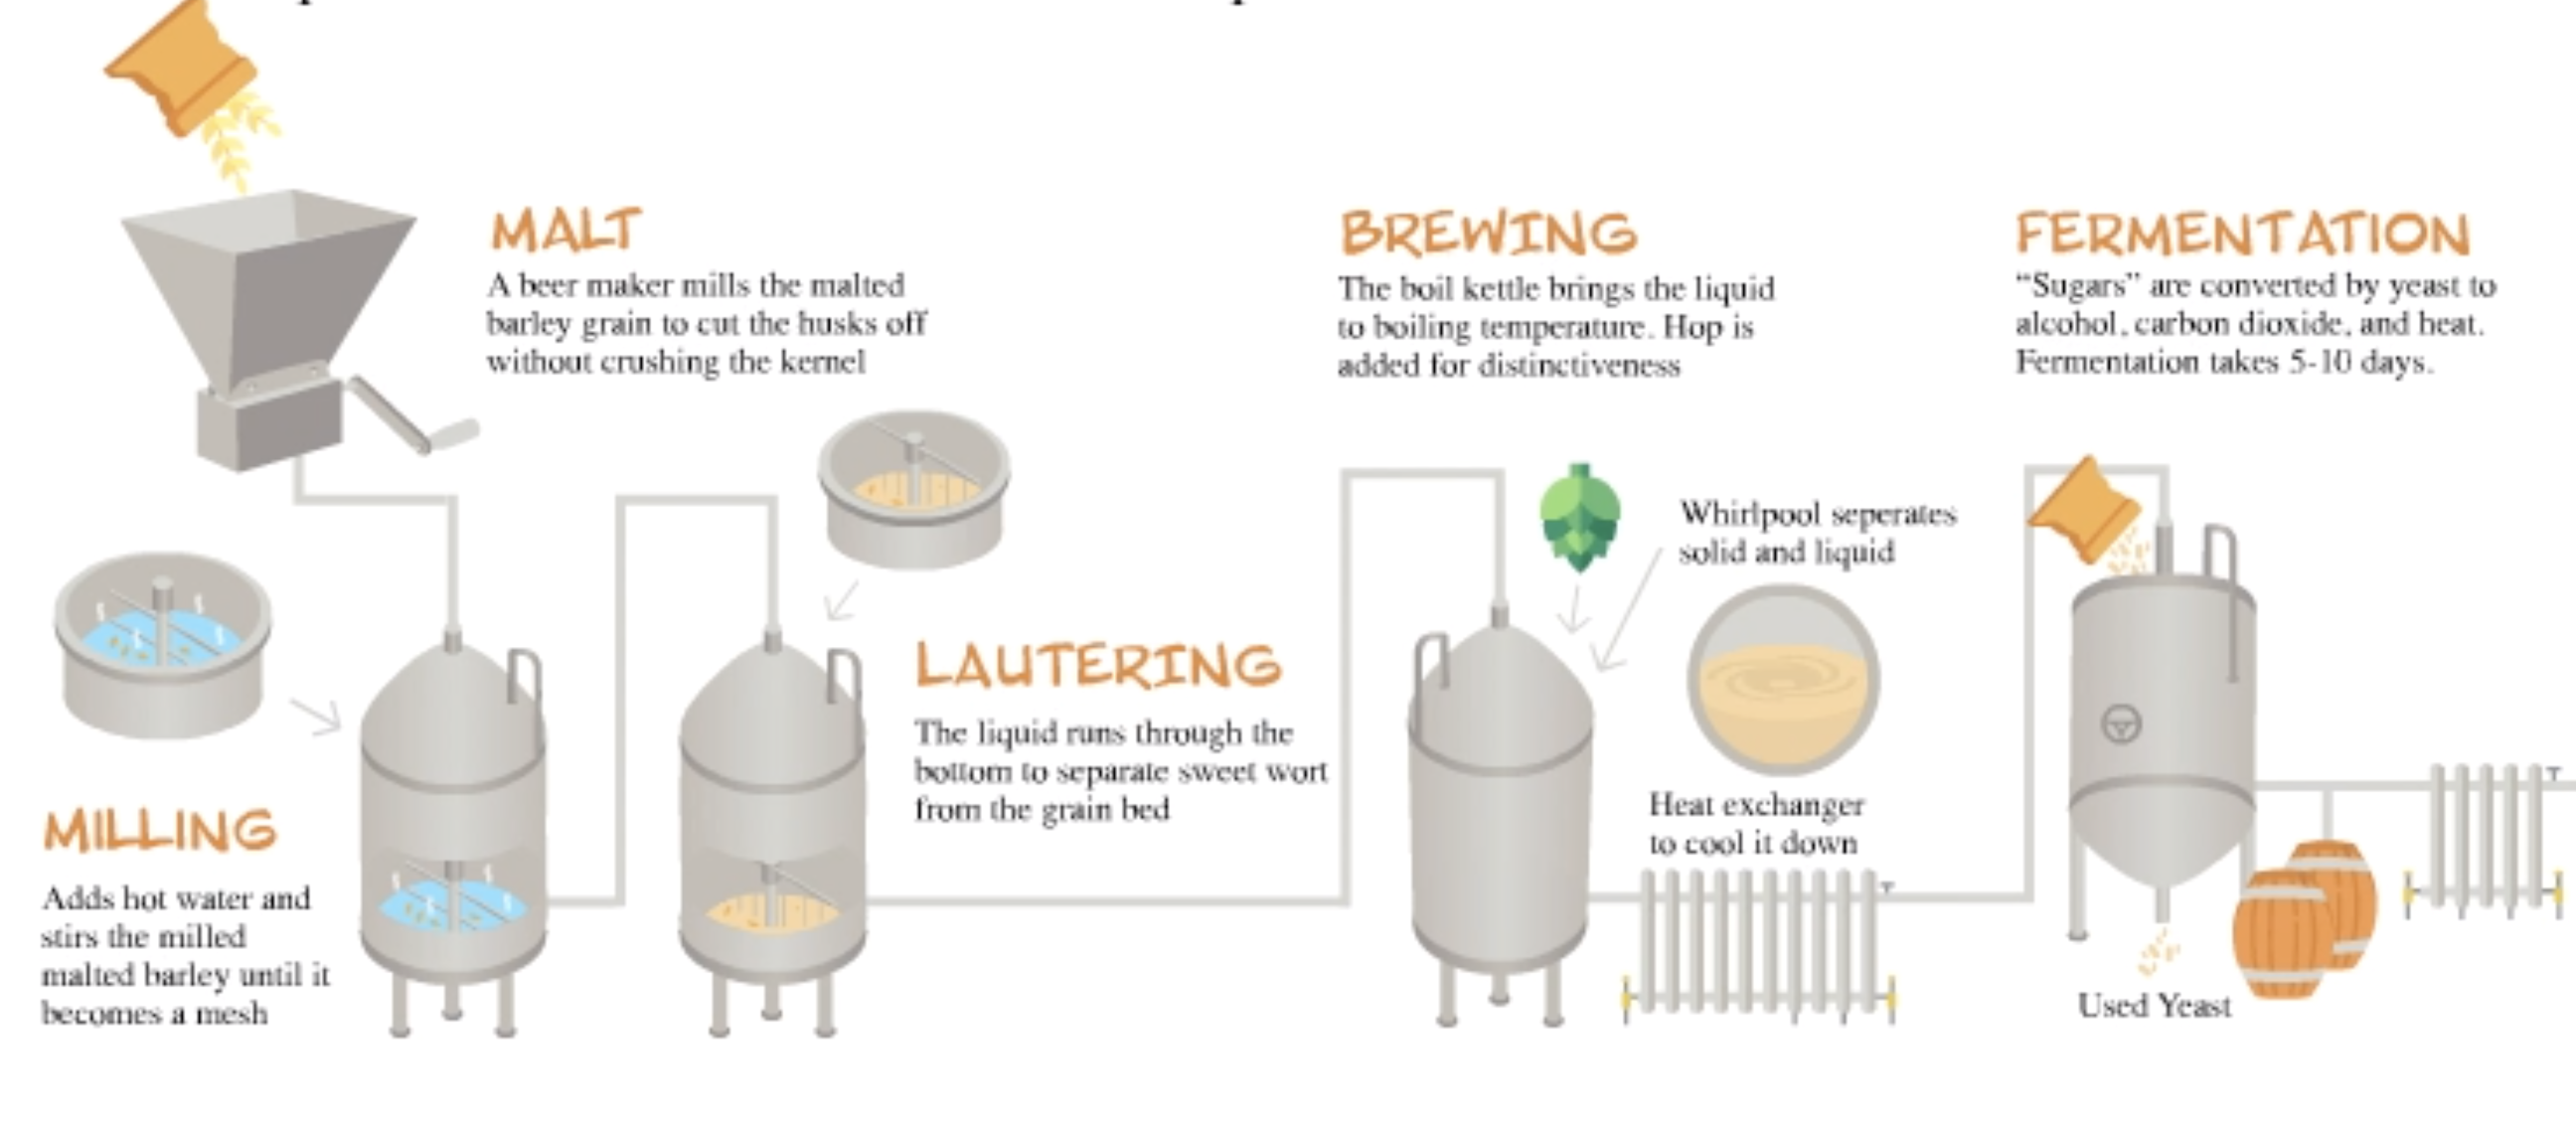 MALT
A beer maker mills the malted
barley grain to cut the husks off
without crushing the kernel
MILLING
Adds hot water and
stirs the milled
malted barley until it
becomes a mesh
LAUTERING
The liquid runs through the
bottom to separate sweet wort
from the grain bed
BREWING
The boil kettle brings the liquid
to boiling temperature. Hop is
added for distinctiveness
Whirlpool seperates
solid and liquid
Heat exchanger
to cool it down
FERMENTATION
“Sugars” are converted by yeast to
alcohol, carbon dioxide, and heat.
Fermentation takes 5-10 days.
Used Yeast